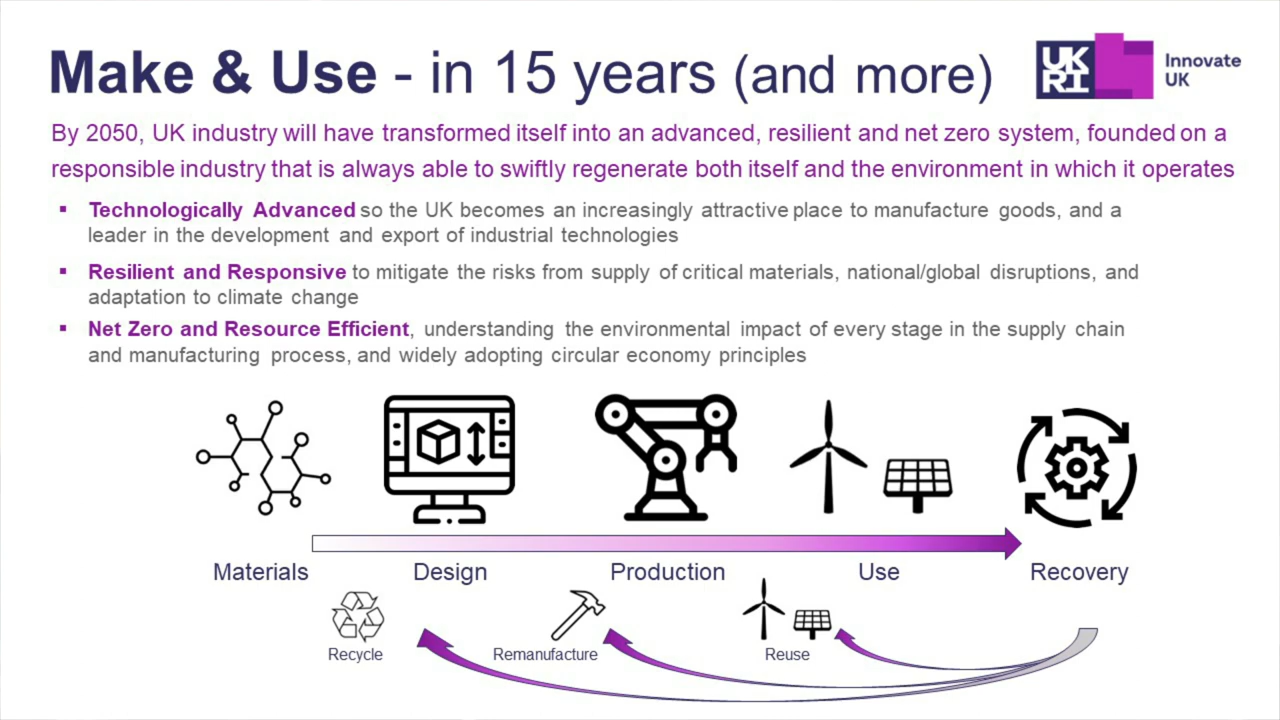 Make & Use - in 15 years (and more)
UK
RI
Innovate
UK
By 2050, UK industry will have transformed itself into an advanced, resilient and net zero system, founded on a
responsible industry that is always able to swiftly regenerate both itself and the environment in which it operates
▪ Technologically Advanced so the UK becomes an increasingly attractive place to manufacture goods, and a
leader in the development and export of industrial technologies
▪ Resilient and Responsive to mitigate the risks from supply of critical materials, national/global disruptions, and
adaptation to climate change
▪ Net Zero and Resource Efficient, understanding the environmental impact of every stage in the supply chain
and manufacturing process, and widely adopting circular economy principles
Materials Design Production Use Recovery
Recycle Remanufacture Reuse